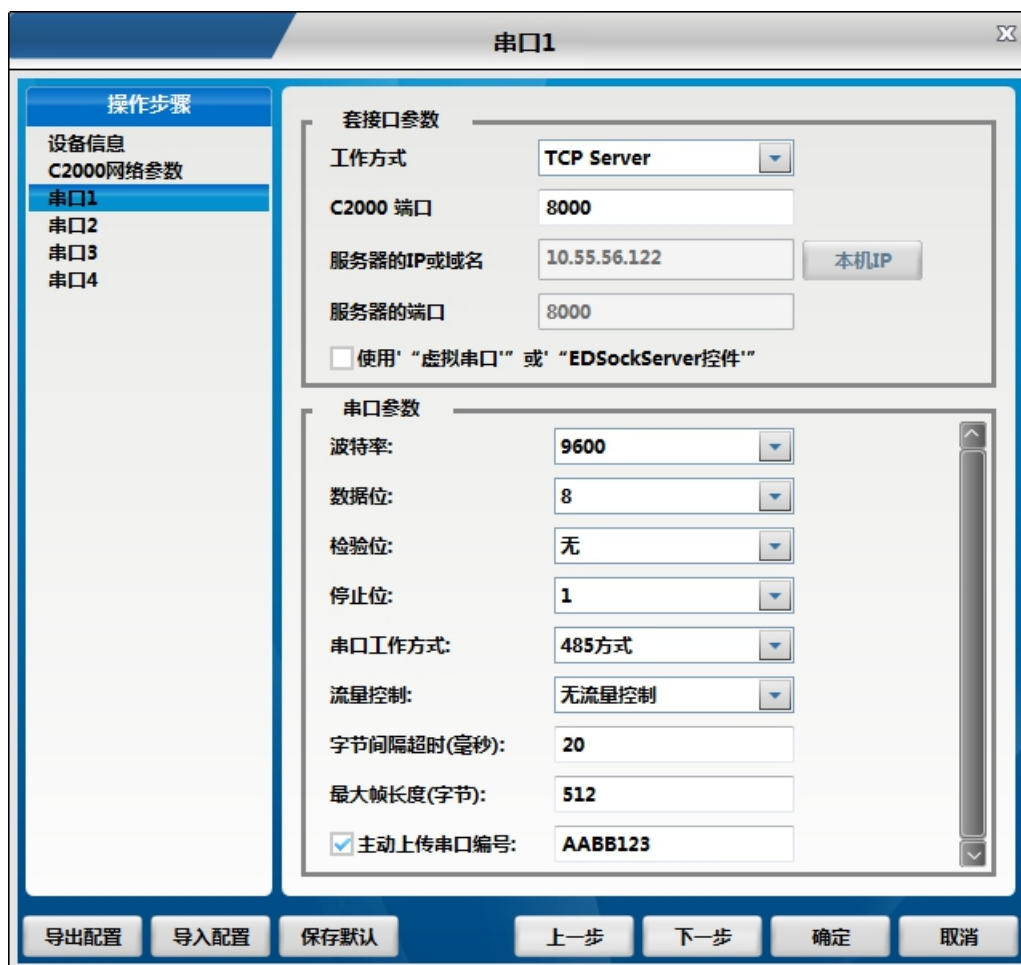 串口1
操作步骤
设备信息
C2000网络参数
串口1
串口2
串口3
串口4
套接口参数
工作方式 TCP Server
C2000 端口 8000
服务器的IP或域名 10.55.56.122 本机IP
服务器的端口 8000
使用' “虚拟串口'” 或' “EDSockServer控件'”
串口参数
波特率: 9600
数据位: 8
检验位: 无
停止位: 1
串口工作方式: 485方式
流量控制: 无流量控制
字节间隔超时(毫秒): 20
最大帧长度(字节): 512
主动上传串口编号: AABB123
导出配置 导入配置 保存默认 上一步 下一步 确定 取消